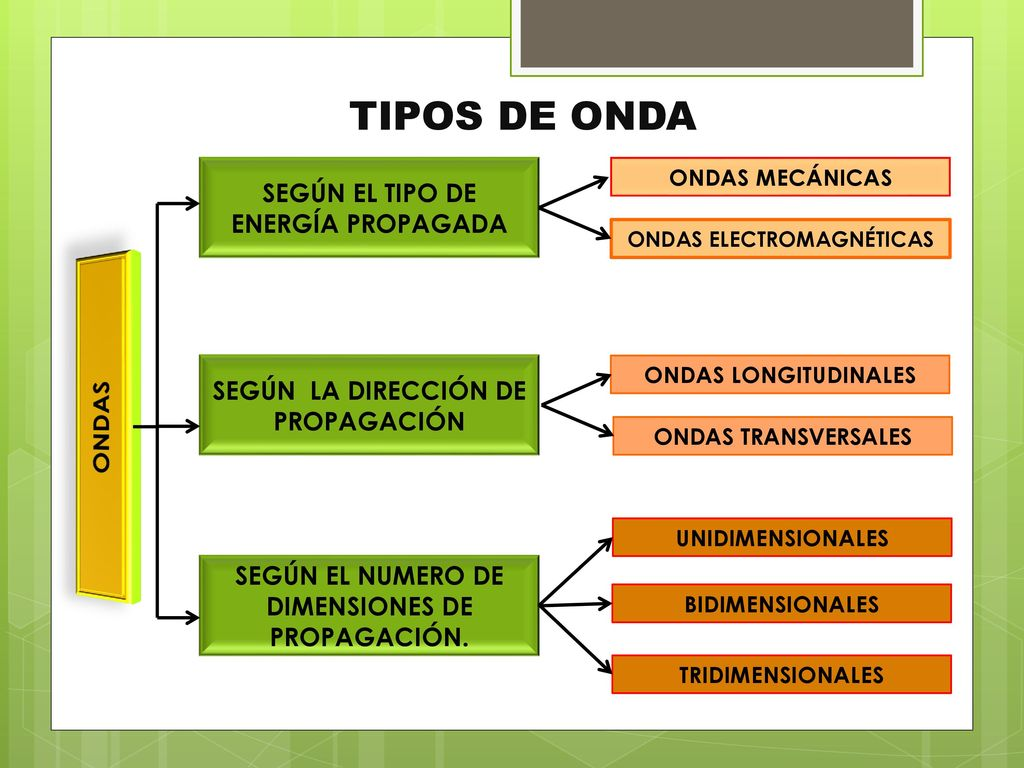 TIPOS DE ONDA
ONDAS
SEGÚN EL TIPO DE
ENERGÍA PROPAGADA
ONDAS MECÁNICAS
ONDAS ELECTROMAGNÉTICAS
SEGÚN LA DIRECCIÓN DE
PROPAGACIÓN
ONDAS LONGITUDINALES
ONDAS TRANSVERSALES
SEGÚN EL NUMERO DE
DIMENSIONES DE
PROPAGACIÓN.
UNIDIMENSIONALES
BIDIMENSIONALES
TRIDIMENSIONALES